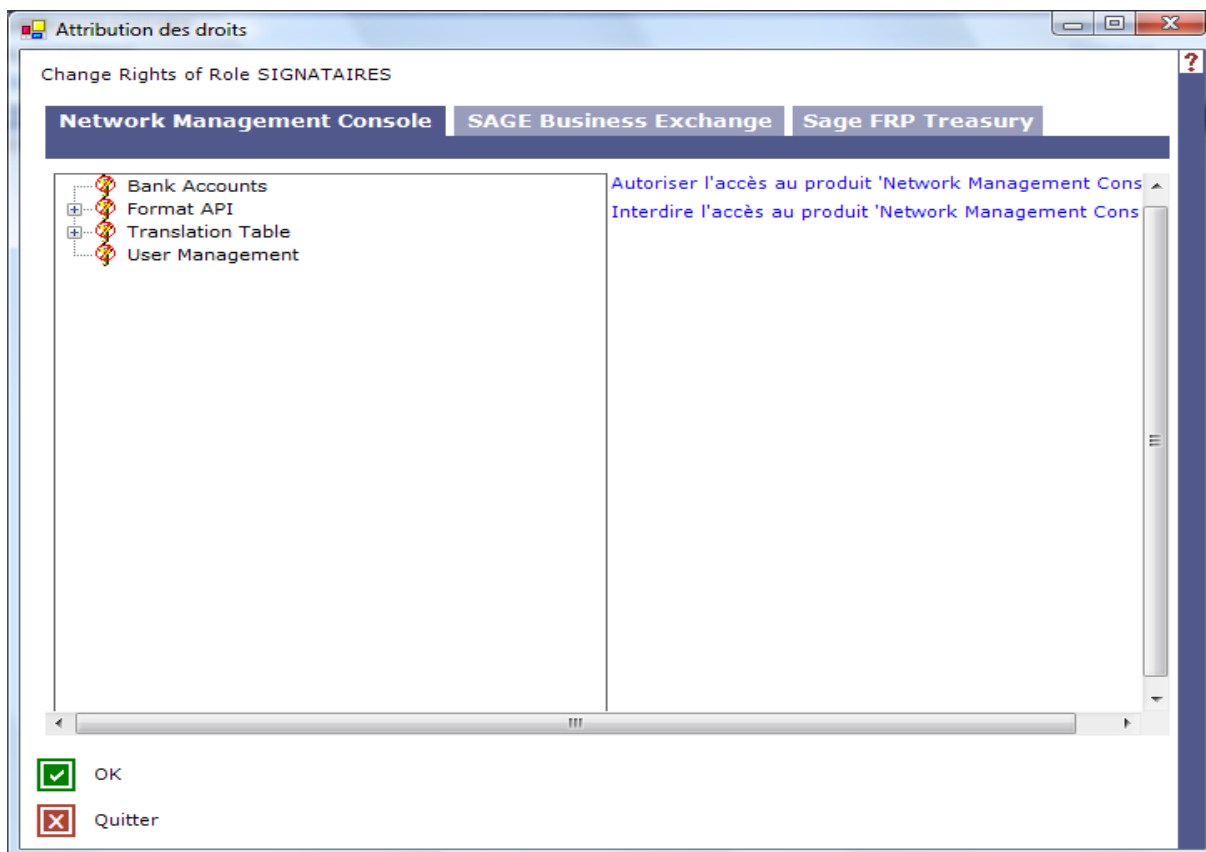 Attribution des droits
?
Change Rights of Role SIGNATAIRES
Network Management Console SAGE Business Exchange Sage FRP Treasury
Bank Accounts
Format API
Translation Table
User Management
Autoriser l'accès au produit 'Network Management Cons
Interdire l'accès au produit 'Network Management Cons
OK
Quitter